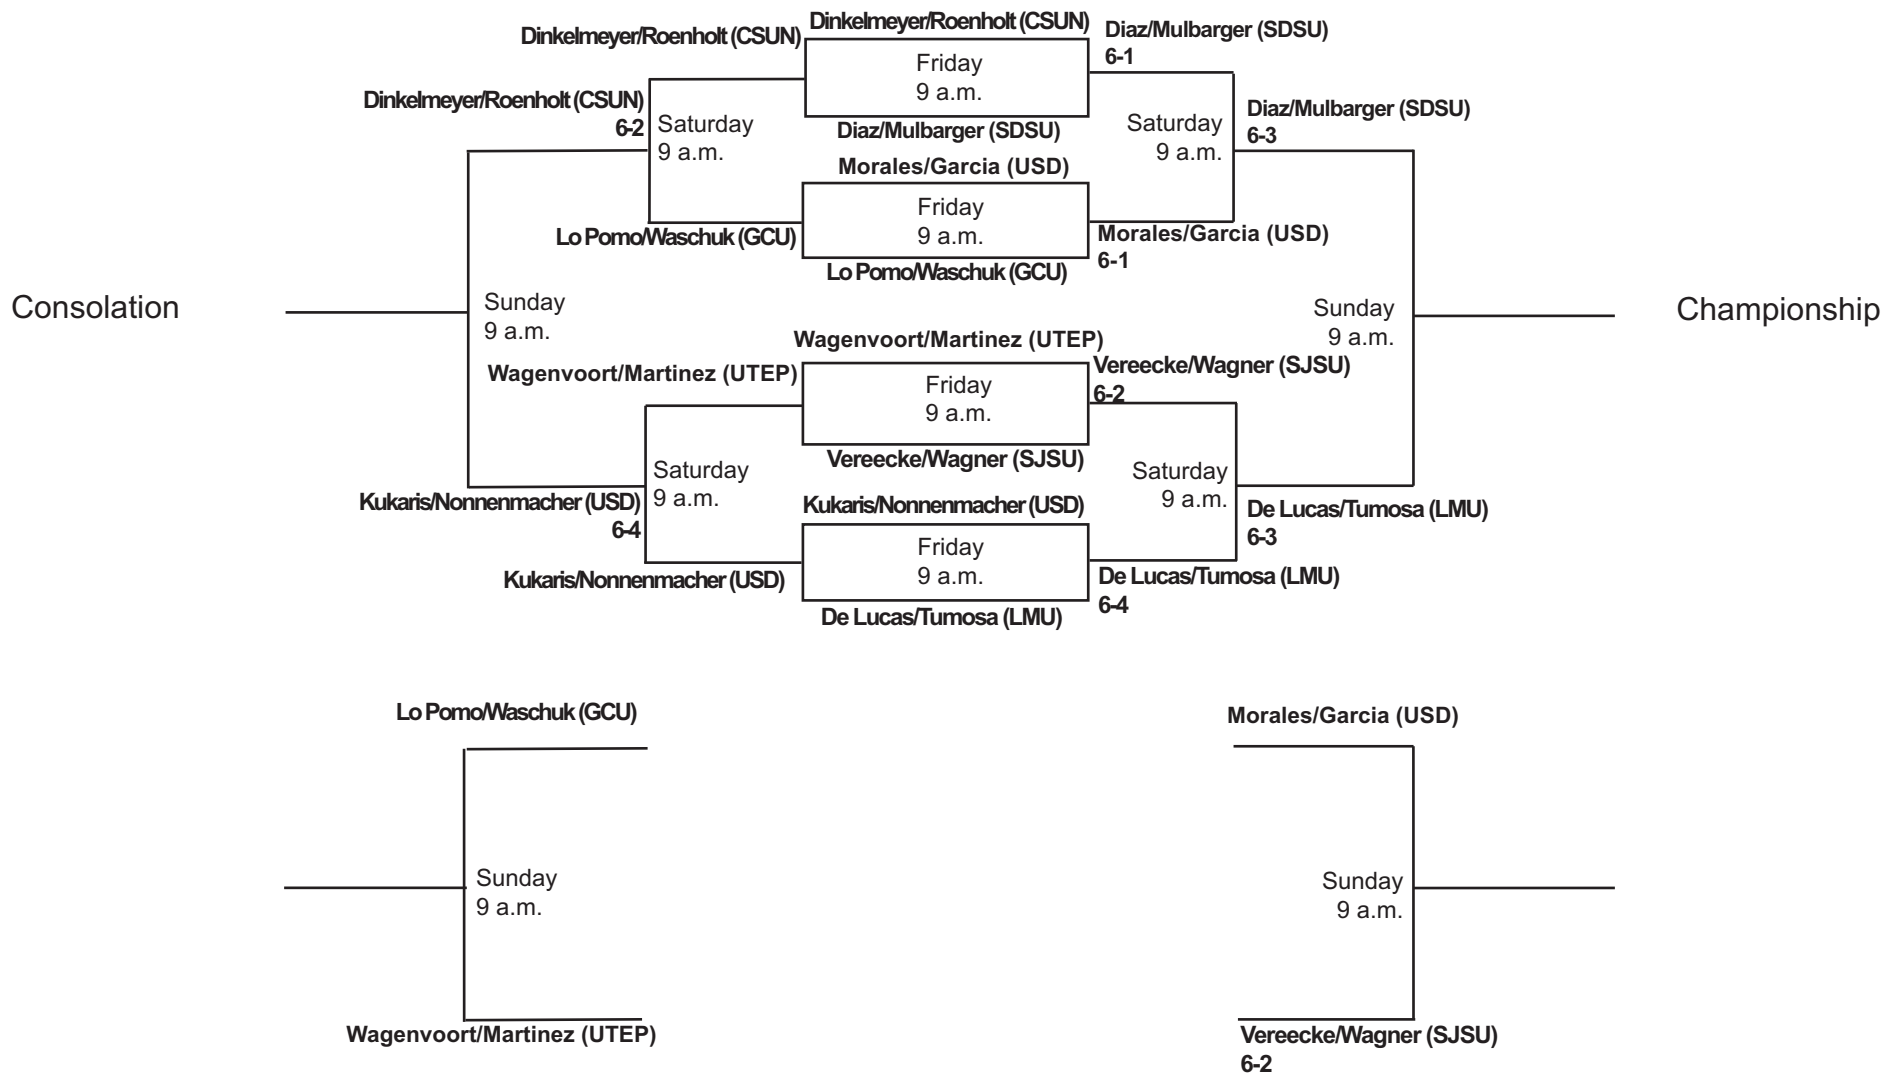 Dinkelmeyer/Roenholt (CSUN)
Dinkelmeyer/Roenholt (CSUN)
Diaz/Mulbarger (SDSU)
6-1
Friday
9 a.m.
Dinkelmeyer/Roenholt (CSUN)
6-2
Saturday
9 a.m.
Diaz/Mulbarger (SDSU)
Saturday
9 a.m.
Diaz/Mulbarger (SDSU)
6-3
Morales/Garcia (USD)
Friday
9 a.m.
Lo Pomo/Waschuk (GCU)
Morales/Garcia (USD)
6-1
Lo Pomo/Waschuk (GCU)
Consolation
Sunday
9 a.m.
Sunday
9 a.m.
Championship
Wagenvoort/Martinez (UTEP)
Wagenvoort/Martinez (UTEP)
Vereecke/Wagner (SJSU)
6-2
Friday
9 a.m.
Vereecke/Wagner (SJSU)
Saturday
9 a.m.
Saturday
9 a.m.
Kukaris/Nonnenmacher (USD)
6-4
Kukaris/Nonnenmacher (USD)
De Lucas/Tumosa (LMU)
6-3
Friday
9 a.m.
Kukaris/Nonnenmacher (USD)
De Lucas/Tumosa (LMU)
6-4
De Lucas/Tumosa (LMU)
Lo Pomo/Waschuk (GCU)
Morales/Garcia (USD)
Sunday
9 a.m.
Sunday
9 a.m.
Wagenvoort/Martinez (UTEP)
Vereecke/Wagner (SJSU)
6-2